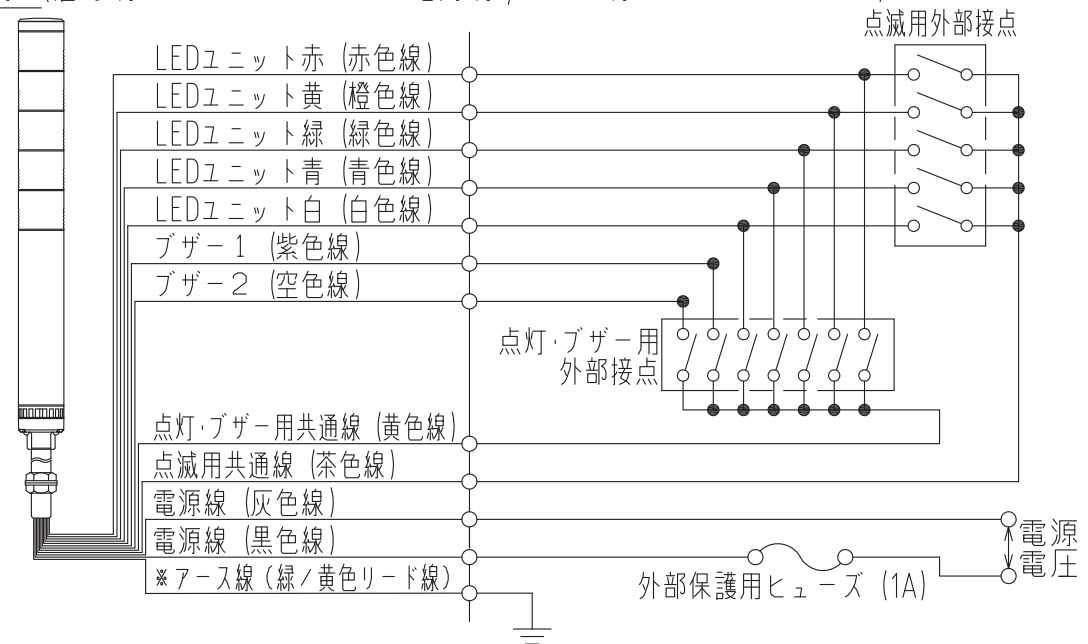 点滅用外部接点
LEDユニット赤 (赤色線)
LEDユニット黄 (橙色線)
LEDユニット緑 (緑色線)
LEDユニット青 (青色線)
LEDユニット白 (白色線)
ブザー1 (紫色線)
ブザー2 (空色線)
点灯・ブザー用
外部接点
点灯・ブザー用共通線 (黄色線)
点滅用共通線 (茶色線)
電源線 (灰色線)
電源線 (黒色線)
※アース線(緑/黄色リード線)
電源
電圧
外部保護用ヒューズ (1A)